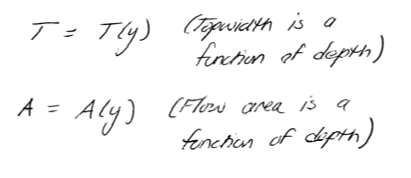 T = T(y) (Topwidth is a
function of depth)
A = A(y) (Flow area is a
function of depth)